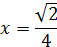 x = √2/4